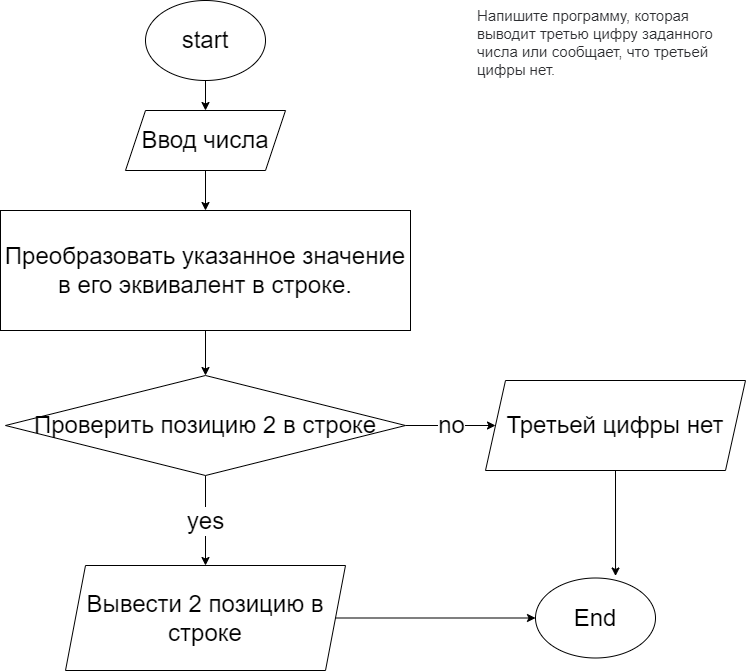 start
Напишите программу, которая
выводит третью цифру заданного
числа или сообщает, что третьей
цифры нет.
Ввод числа
Преобразовать указанное значение
в его эквивалент в строке.
Проверить позицию 2 в строке
no
Третьей цифры нет
yes
Вывести 2 позицию в
строке
End